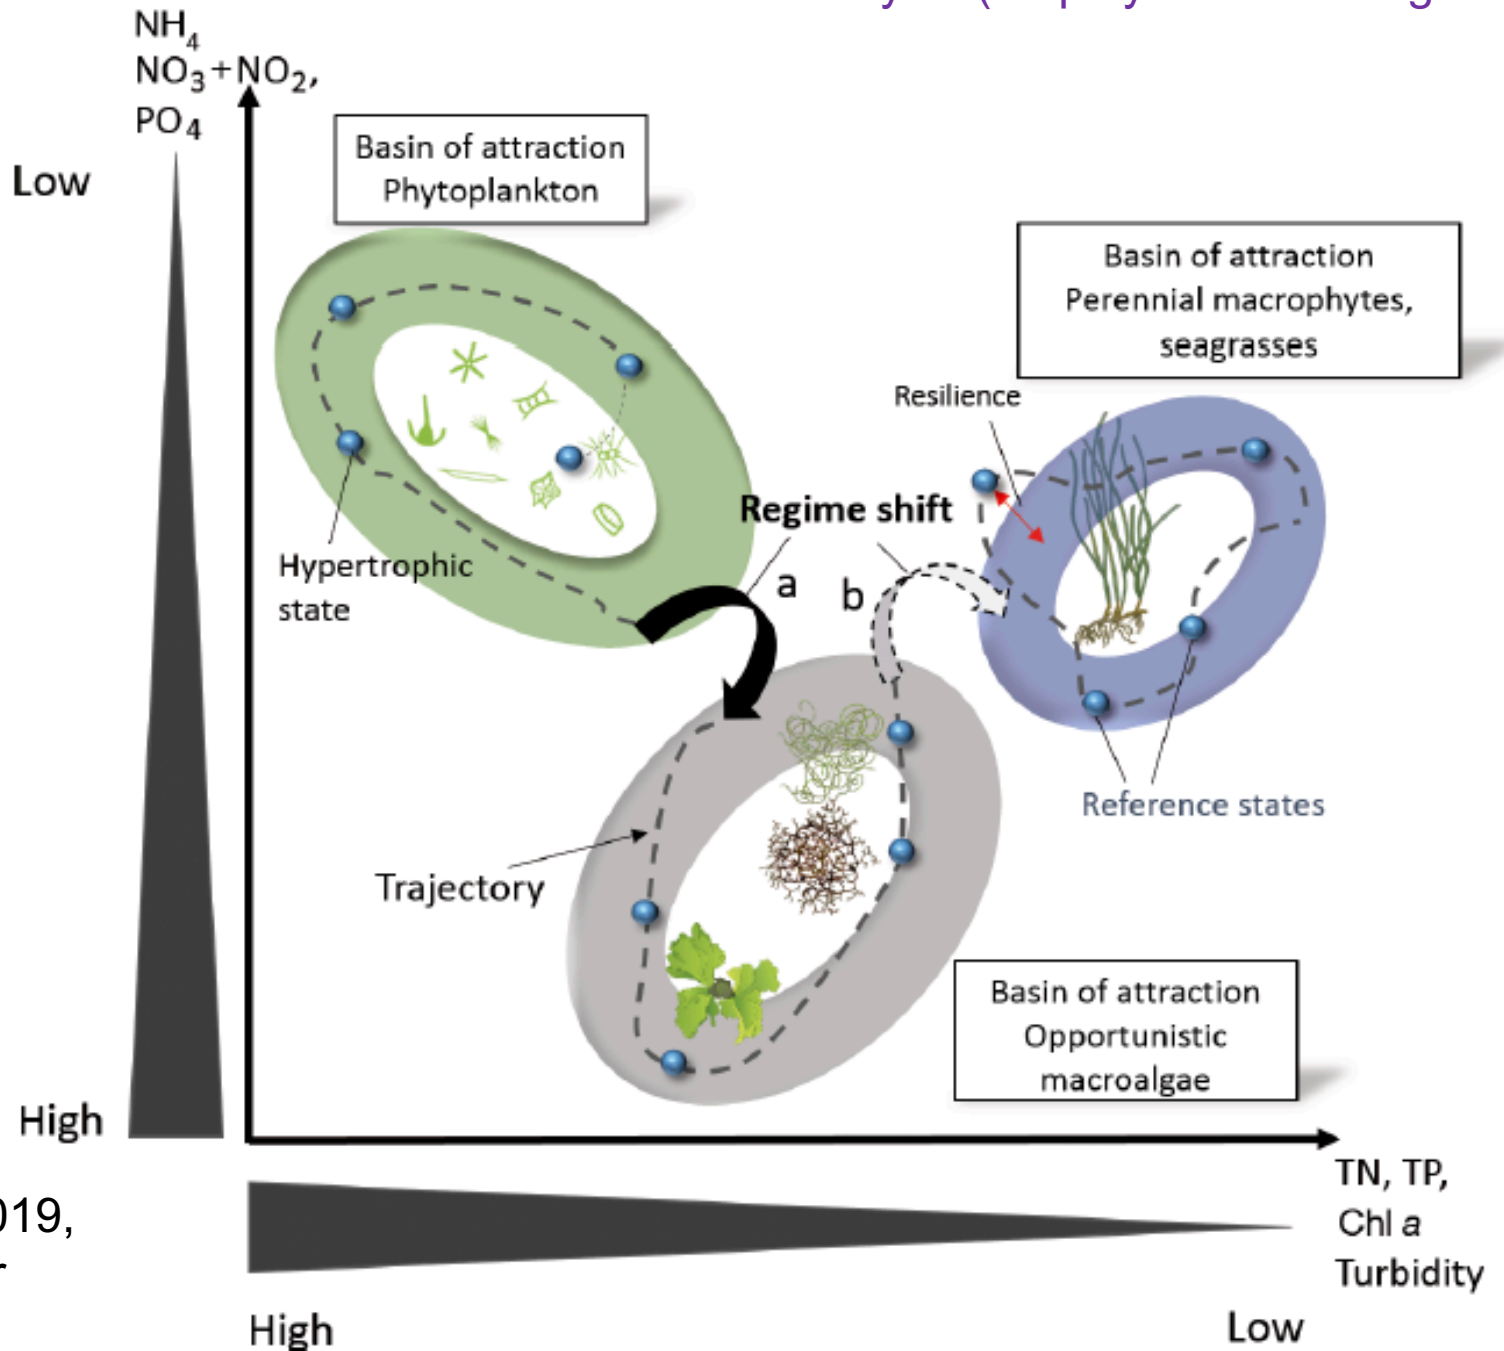 NH4
NO3+NO2,
PO4
Low
Basin of attraction
Phytoplankton
Basin of attraction
Perennial macrophytes,
seagrasses
Resilience
Regime shift
a
b
Hypertrophic
state
Reference states
Trajectory
Basin of attraction
Opportunistic
macroalgae
High
TN, TP,
Chl a
Turbidity
019,
High
Low